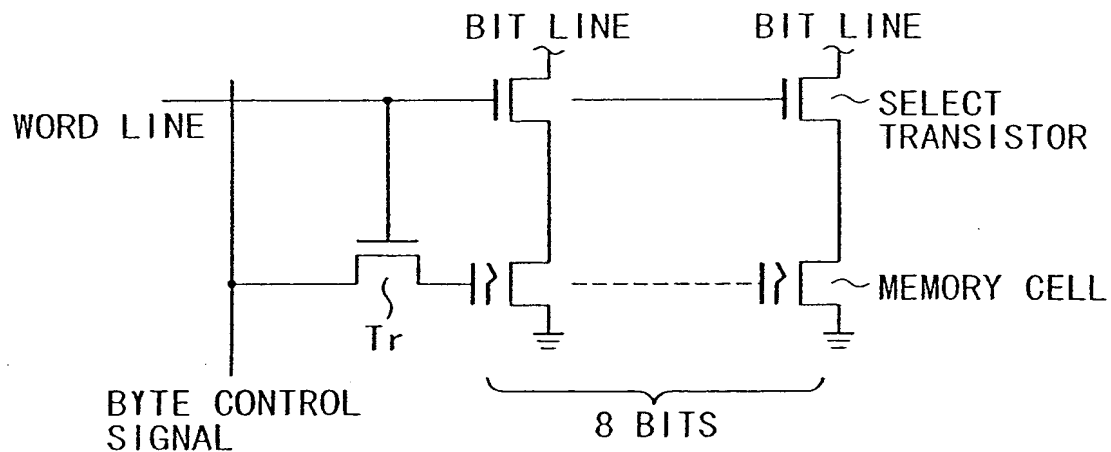 BIT LINE
BIT LINE
WORD LINE
SELECT
TRANSISTOR
MEMORY CELL
Tr
BYTE CONTROL
SIGNAL
8 BITS